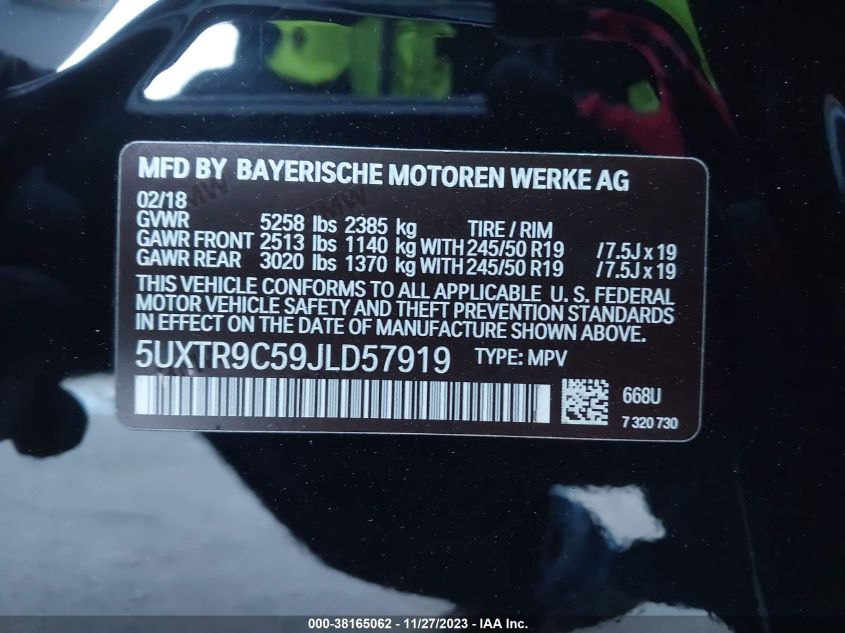 MFD BY BAYERISCHE MOTOREN WERKE AG
02/18
GVWR 5258 lbs 2385 kg TIRE / RIM
GAWR FRONT 2513 lbs 1140 kg WITH 245/50 R19 /7.5J x 19
GAWR REAR 3020 lbs 1370 kg WITH 245/50 R19 /7.5J x 19
THIS VEHICLE CONFORMS TO ALL APPLICABLE U. S. FEDERAL
MOTOR VEHICLE SAFETY AND THEFT PREVENTION STANDARDS
IN EFFECT ON THE DATE OF MANUFACTURE SHOWN ABOVE.
5UXTR9C59JLD57919 TYPE: MPV
668U
7 320 730
000-38165062 - 11/27/2023 - IAAI.COM